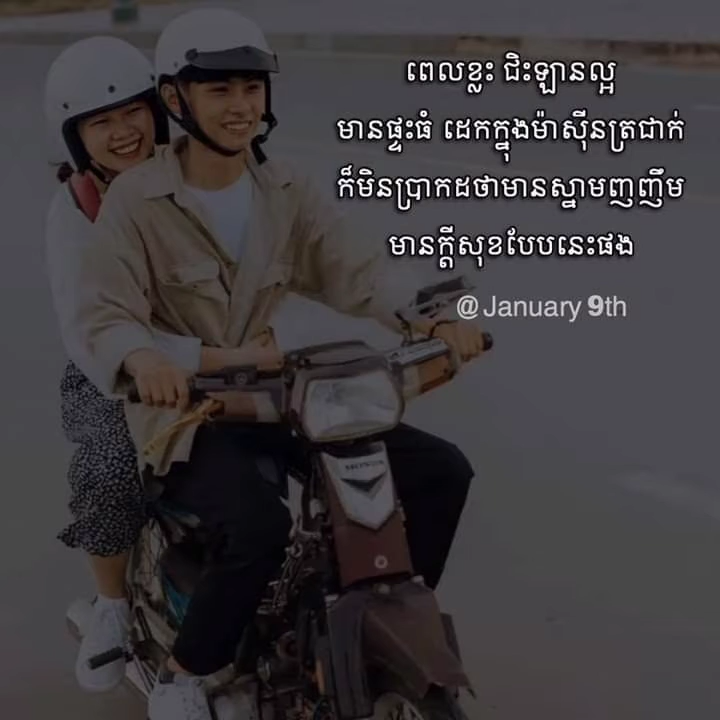 ពេលខ្លះ ជិះឡានល្អ
មានផ្ទះធំ ដេកក្នុងម៉ាស៊ីនត្រជាក់
ក៏មិនប្រាកដថាមានស្នាមញញឹម
មានក្ដីសុខបែបនេះផង
@January 9th
HONDA